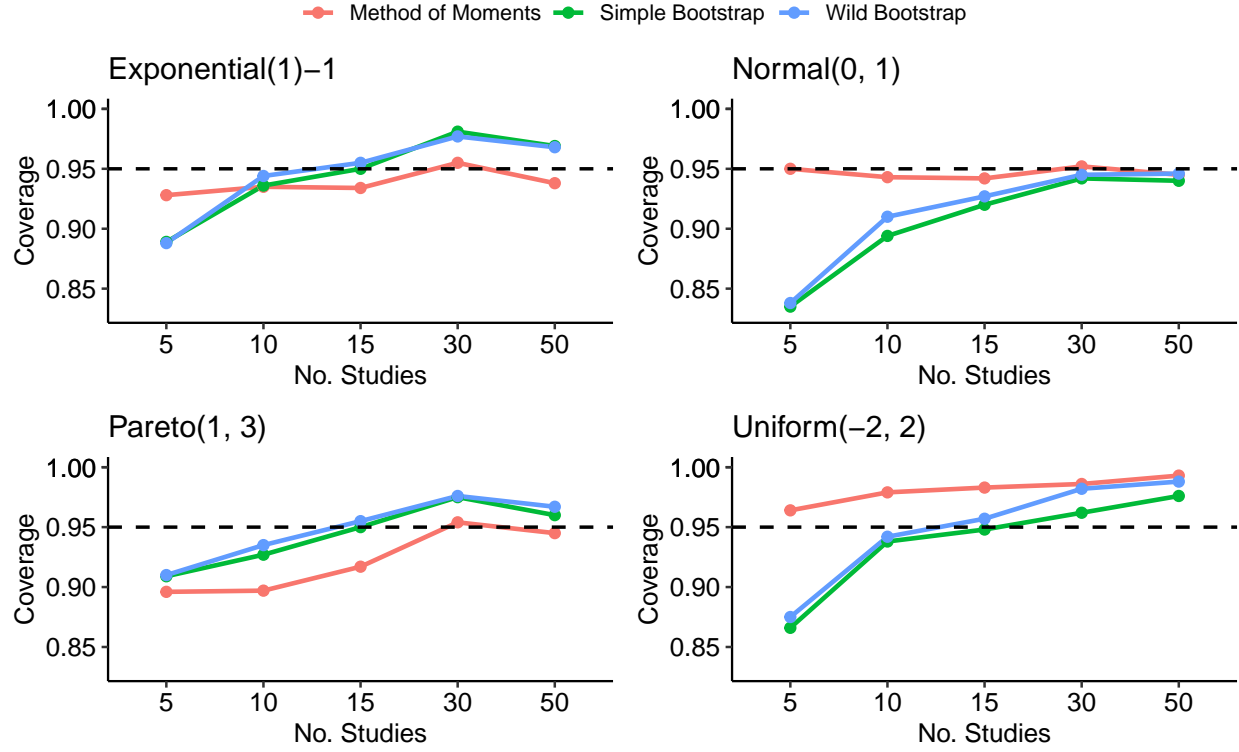 Method of Moments Simple Bootstrap Wild Bootstrap
Exponential(1)−1
1.00
0.95
0.90
0.85
Coverage
5 10 15 30 50
No. Studies
Normal(0, 1)
1.00
0.95
0.90
0.85
Coverage
5 10 15 30 50
No. Studies
Pareto(1, 3)
1.00
0.95
0.90
0.85
Coverage
5 10 15 30 50
No. Studies
Uniform(−2, 2)
1.00
0.95
0.90
0.85
Coverage
5 10 15 30 50
No. Studies